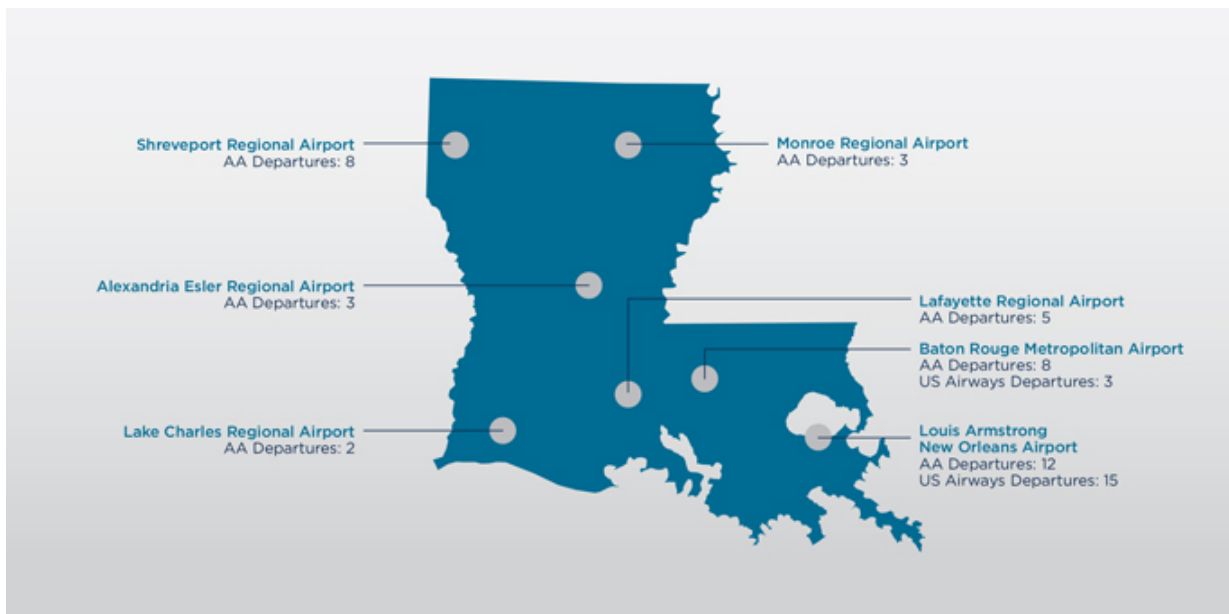 Shreveport Regional Airport
AA Departures: 8
Monroe Regional Airport
AA Departures: 3
Alexandria Esler Regional Airport
AA Departures: 3
Lafayette Regional Airport
AA Departures: 5
Baton Rouge Metropolitan Airport
AA Departures: 8
US Airways Departures: 3
Lake Charles Regional Airport
AA Departures: 2
Louis Armstrong
New Orleans Airport
AA Departures: 12
US Airways Departures: 15